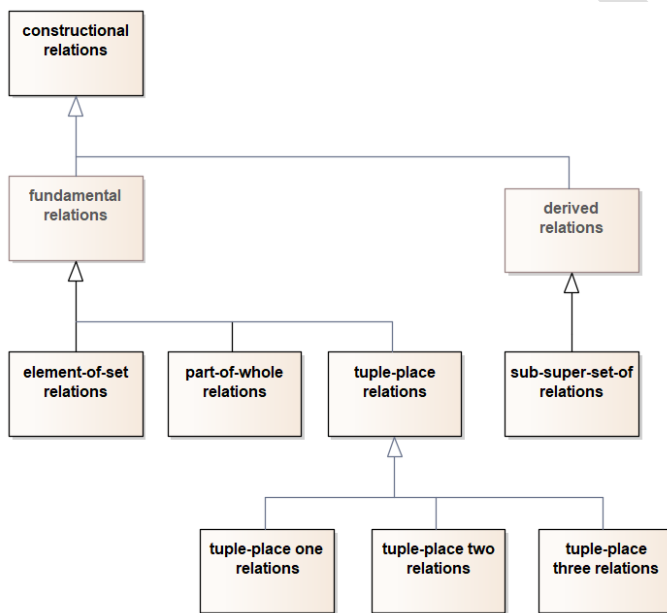 constructional
relations
fundamental
relations
derived
relations
element-of-set
relations
part-of-whole
relations
tuple-place
relations
sub-super-set-of
relations
tuple-place one
relations
tuple-place two
relations
tuple-place
three relations